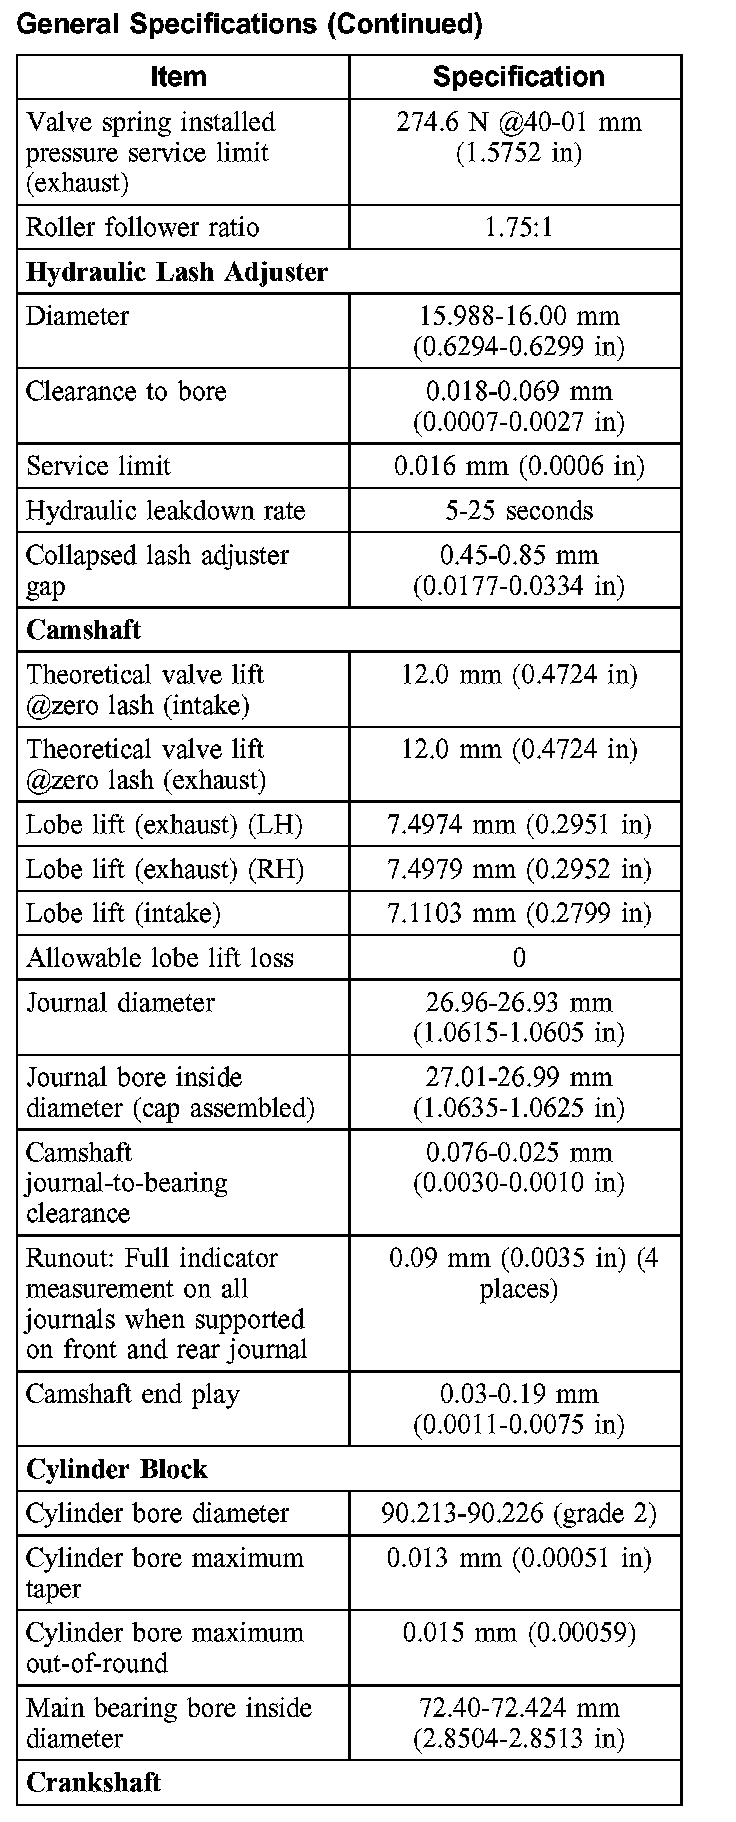 General Specifications (Continued)
Item Specification
Valve spring installed 274.6 N @40-01 mm
pressure service limit (1.5752 in)
(exhaust)
Roller follower ratio 1.75:1
Hydraulic Lash Adjuster
Diameter 15.988-16.00 mm
(0.6294-0.6299 in)
Clearance to bore 0.018-0.069 mm
(0.0007-0.0027 in)
Service limit 0.016 mm (0.0006 in)
Hydraulic leakdown rate 5-25 seconds
Collapsed lash adjuster 0.45-0.85 mm
gap (0.0177-0.0334 in)
Camshaft
Theoretical valve lift 12.0 mm (0.4724 in)
@zero lash (intake)
Theoretical valve lift 12.0 mm (0.4724 in)
@zero lash (exhaust)
Lobe lift (exhaust) (LH) 7.4974 mm (0.2951 in)
Lobe lift (exhaust) (RH) 7.4979 mm (0.2952 in)
Lobe lift (intake) 7.1103 mm (0.2799 in)
Allowable lobe lift loss 0
Journal diameter 26.96-26.93 mm
(1.0615-1.0605 in)
Journal bore inside 27.01-26.99 mm
diameter (cap assembled) (1.0635-1.0625 in)
Camshaft 0.076-0.025 mm
journal-to-bearing (0.0030-0.0010 in)
clearance
Runout: Full indicator 0.09 mm (0.0035 in) (4
measurement on all places)
journals when supported
on front and rear journal
Camshaft end play 0.03-0.19 mm
(0.0011-0.0075 in)
Cylinder Block
Cylinder bore diameter 90.213-90.226 (grade 2)
Cylinder bore maximum 0.013 mm (0.00051 in)
taper
Cylinder bore maximum 0.015 mm (0.00059)
out-of-round
Main bearing bore inside 72.40-72.424 mm
diameter (2.8504-2.8513 in)
Crankshaft